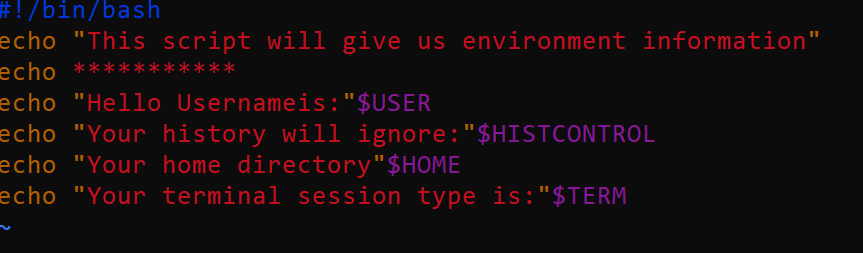 #!/bin/bash
echo "This script will give us environment information"
echo ***********
echo "Hello Usernameis:"$USER
echo "Your history will ignore:"$HISTCONTROL
echo "Your home directory"$HOME
echo "Your terminal session type is:"$TERM
~